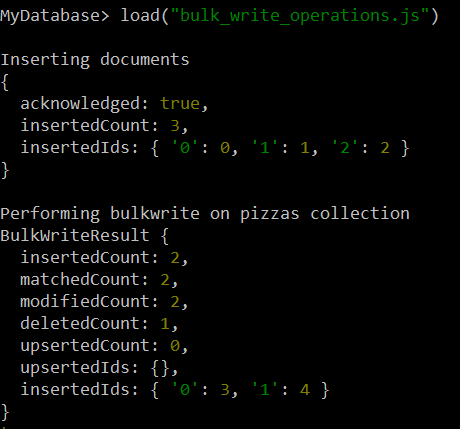 MyDatabase> load("bulk_write_operations.js")
Inserting documents
{
  acknowledged: true,
  insertedCount: 3,
  insertedIds: { '0': 0, '1': 1, '2': 2 }
}
Performing bulkwrite on pizzas collection
BulkWriteResult {
  insertedCount: 2,
  matchedCount: 2,
  modifiedCount: 2,
  deletedCount: 1,
  upsertedCount: 0,
  upsertedIds: {},
  insertedIds: { '0': 3, '1': 4 }
}